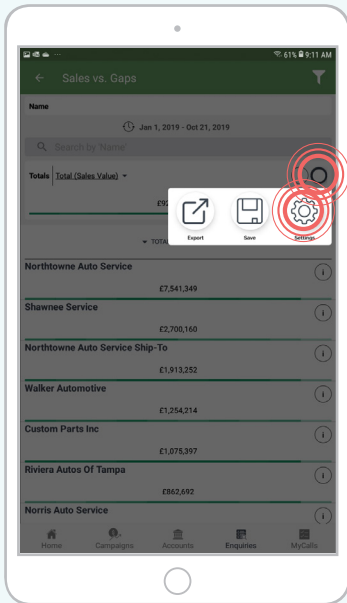 61% 9:11 AM
Sales vs. Gaps
Name
Jan 1, 2019 - Oct 21, 2019
Search by 'Name'
Totals Total (Sales Value)
£92
Export Save Settings
TOTA
Northtowne Auto Service
£7,541,349
Shawnee Service
£2,700,160
Northtowne Auto Service Ship-To
£1,913,252
Walker Automotive
£1,254,214
Custom Parts Inc
£1,075,397
Riviera Autos Of Tampa
£862,692
Norris Auto Service
Home Campaigns Accounts Enquiries MyCalls